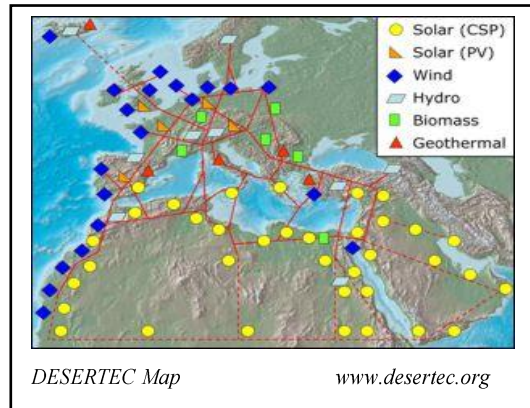 Solar (CSP)
Solar (PV)
Wind
Hydro
Biomass
Geothermal
DESERTEC Map www.desertec.org